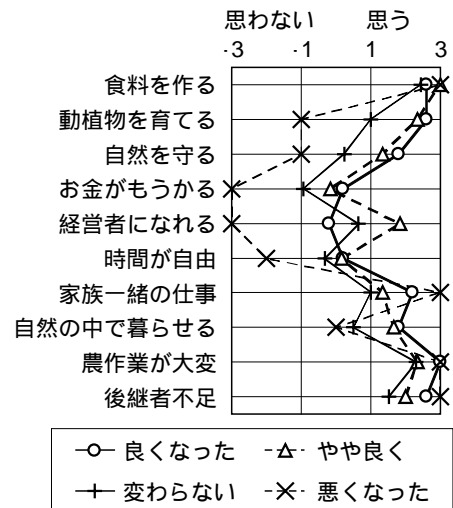 思わない 思う
-3 -1 1 3
食料を作る
動植物を育てる
自然を守る
お金がもうかる
経営者になれる
時間が自由
家族一緒の仕事
自然の中で暮らせる
農作業が大変
後継者不足
良くなった やや良く
変わらない 悪くなった